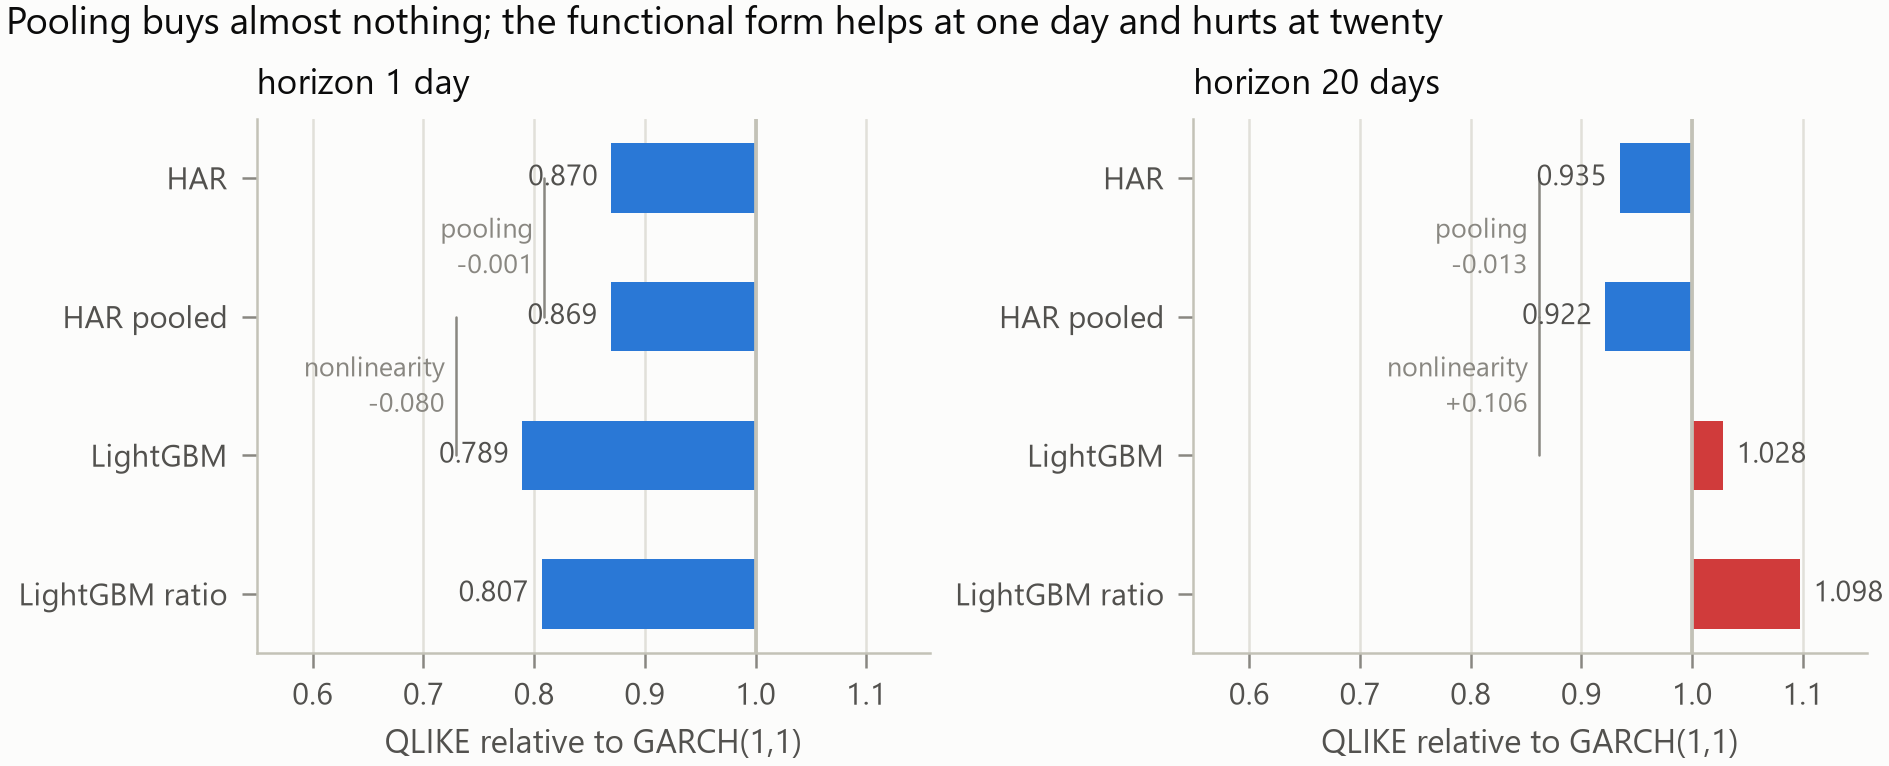 Pooling buys almost nothing; the functional form helps at one day and hurts at twenty
horizon 1 day
HAR
0.870
pooling
-0.001
HAR pooled
0.869
nonlinearity
-0.080
LightGBM
0.789
LightGBM ratio
0.807
0.6 0.7 0.8 0.9 1.0 1.1
QLIKE relative to GARCH(1,1)
horizon 20 days
HAR
0.935
pooling
-0.013
HAR pooled
0.922
nonlinearity
+0.106
LightGBM
1.028
LightGBM ratio
1.098
0.6 0.7 0.8 0.9 1.0 1.1
QLIKE relative to GARCH(1,1)